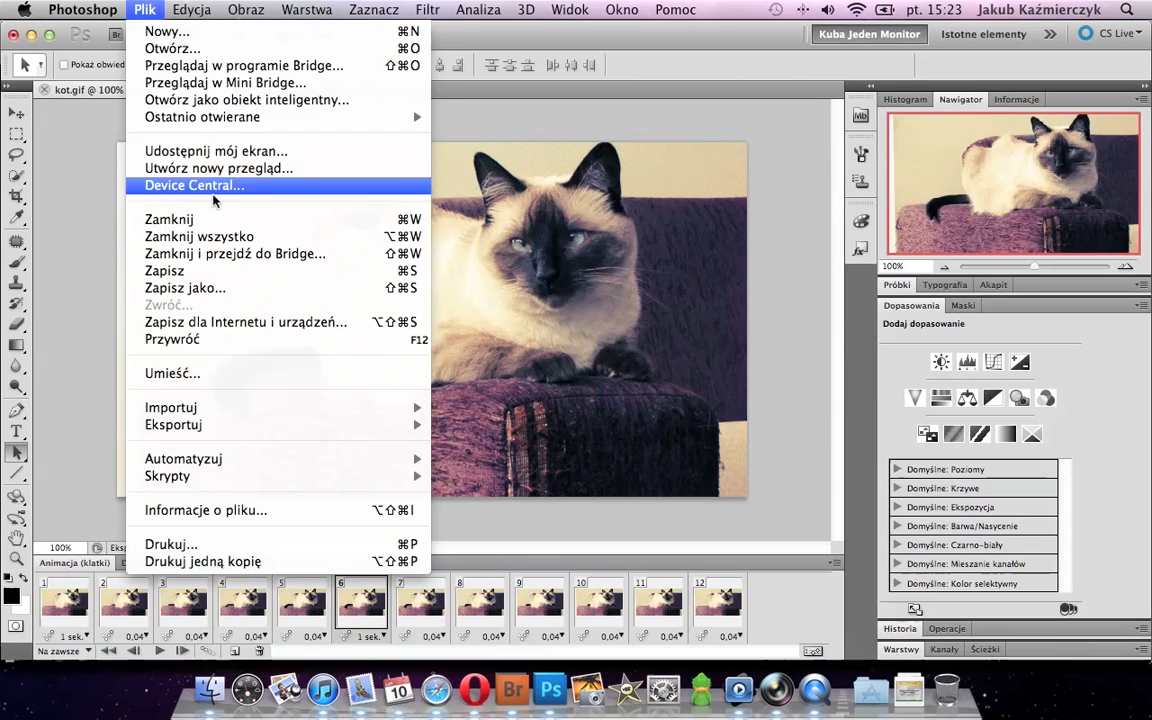 Photoshop Plik Edycja Obraz Warstwa Zaznacz Filtr Analiza 3D Widok Okno Pomoc pt. 15:23 Jakub Kaźmierczyk
Br Kuba Jeden Monitor Istotne elementy CS Live
Pokaż obwied
kot.gif @ 100%
Nowy... ⌘N
Otwórz... ⌘O
Przeglądaj w programie Bridge... ⇧⌘O
Przeglądaj w Mini Bridge...
Otwórz jako obiekt inteligentny...
Ostatnio otwierane
Udostępnij mój ekran...
Utwórz nowy przegląd...
Device Central...
Zamknij ⌘W
Zamknij wszystko ⌥⌘W
Zamknij i przejdź do Bridge... ⇧⌘W
Zapisz ⌘S
Zapisz jako... ⇧⌘S
Zwróć...
Zapisz dla Internetu i urządzeń... ⌥⇧⌘S
Przywróć F12
Umieść...
Importuj
Eksportuj
Automatyzuj
Skrypty
Informacje o pliku... ⌥⇧⌘I
Drukuj... ⌘P
Drukuj jedną kopię ⌥⇧⌘P
Histogram Nawigator Informacje
Mb
100%
Próbki Typografia Akapit
Dopasowania Maski
Dodaj dopasowanie
Domyślne: Poziomy
Domyślne: Krzywe
Domyślne: Ekspozycja
Domyślne: Barwa/Nasycenie
Domyślne: Czarno-biały
Domyślne: Mieszanie kanałów
Domyślne: Kolor selektywny
Historia Operacje
Warstwy Kanały Ścieżki
100% Eks
Animacja (klatki)
1 2 3 4 5 6 7 8 9 10 11 12
1 sek. 0,04 0,04 0,04 0,04 1 sek. 0,04 0,04 0,04 0,04 0,04 0,04
Na zawsze
10 Br Ps